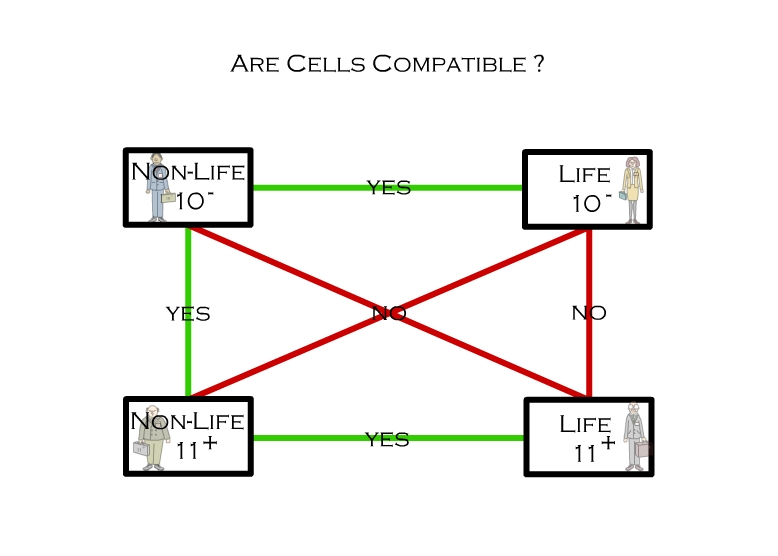 Are Cells Compatible ?
Non-Life
10-
YES
Life
10-
YES
NO
NO
Non-Life
11+
YES
Life
11+